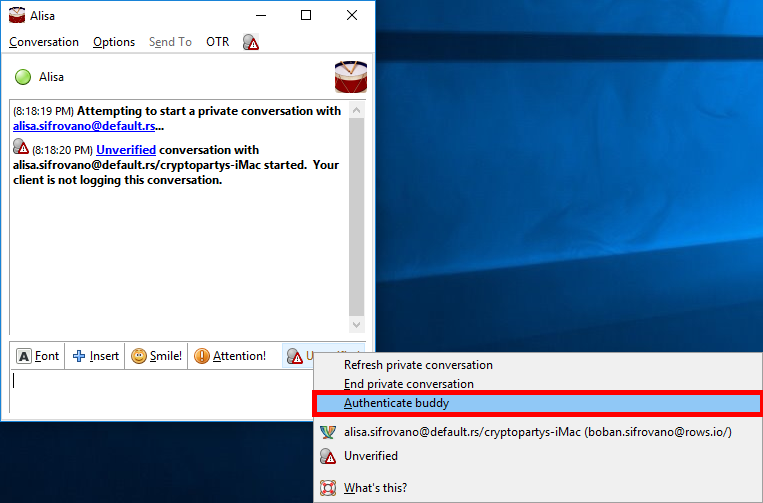 Alisa
Conversation Options Send To OTR
Alisa
(8:18:19 PM) Attempting to start a private conversation with
alisa.sifrovano@default.rs...
(8:18:20 PM) Unverified conversation with
alisa.sifrovano@default.rs/cryptopartys-iMac started. Your
client is not logging this conversation.
Font Insert Smile! Attention!
Refresh private conversation
End private conversation
Authenticate buddy
alisa.sifrovano@default.rs/cryptopartys-iMac (boban.sifrovano@rows.io/)
Unverified
What's this?